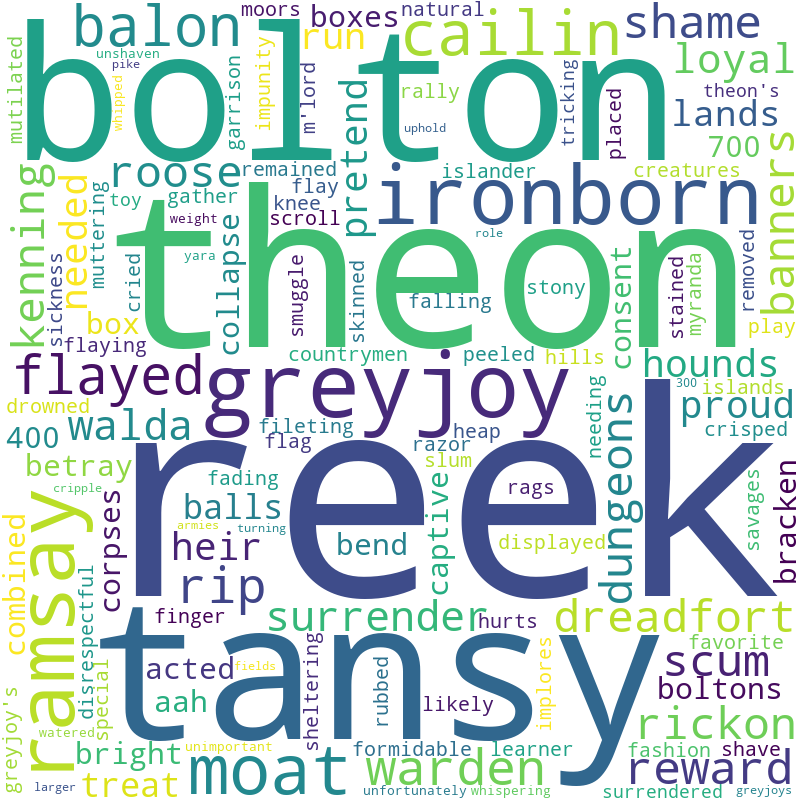 moors
natural
unshaven
balon
boxes
run
cailin
shame
bolton
pike
loyal
mutilated
whipped
garrison
impunity
m'lord
rally
tricking
placed
theon's
lands
uphold
700
roose
remained
pretend
islander
creatures
banners
kenning
needed
muttering
toy
gather
flay
knee
ironborn
weight
scroll
theon
role
yara
sickness
cried
collapse
smuggle
skinned
falling
stony
consent
stained
myranda
removed
box
play
flaying
countrymen
peeled
hills
hounds
flayed
greyjoy
300
islands
drowned
walda
fileting
needing
proud
400
flag
razor
heap
crisped
betray
fading
slum
reek
cripple
balls
rags
dungeons
savages
bracken
combined
ramsay
corpses
armies
turning
heir
bend
captive
displayed
rip
finger
surrender
hurts
dreadfort
disrespectful
tansy
favorite
acted
fields
sheltering
rubbed
implores
scum
greyjoy's
special
aah
likely
boltons
watered
bright
unimportant
formidable
learner
rickon
fashion
shave
moat
warden
reward
larger
treat
unfortunately
whispering
surrendered
greyjoys